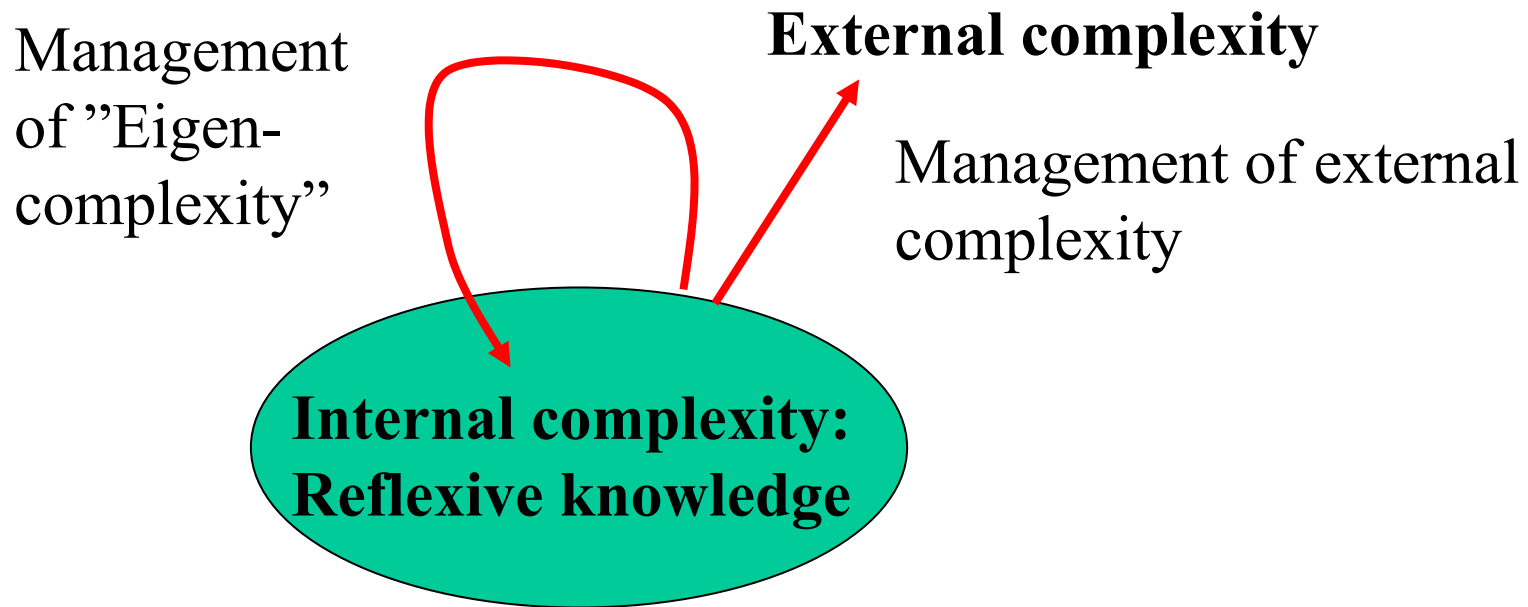 Management
of ”Eigen-
complexity”
External complexity
Management of external
complexity
Internal complexity:
Reflexive knowledge